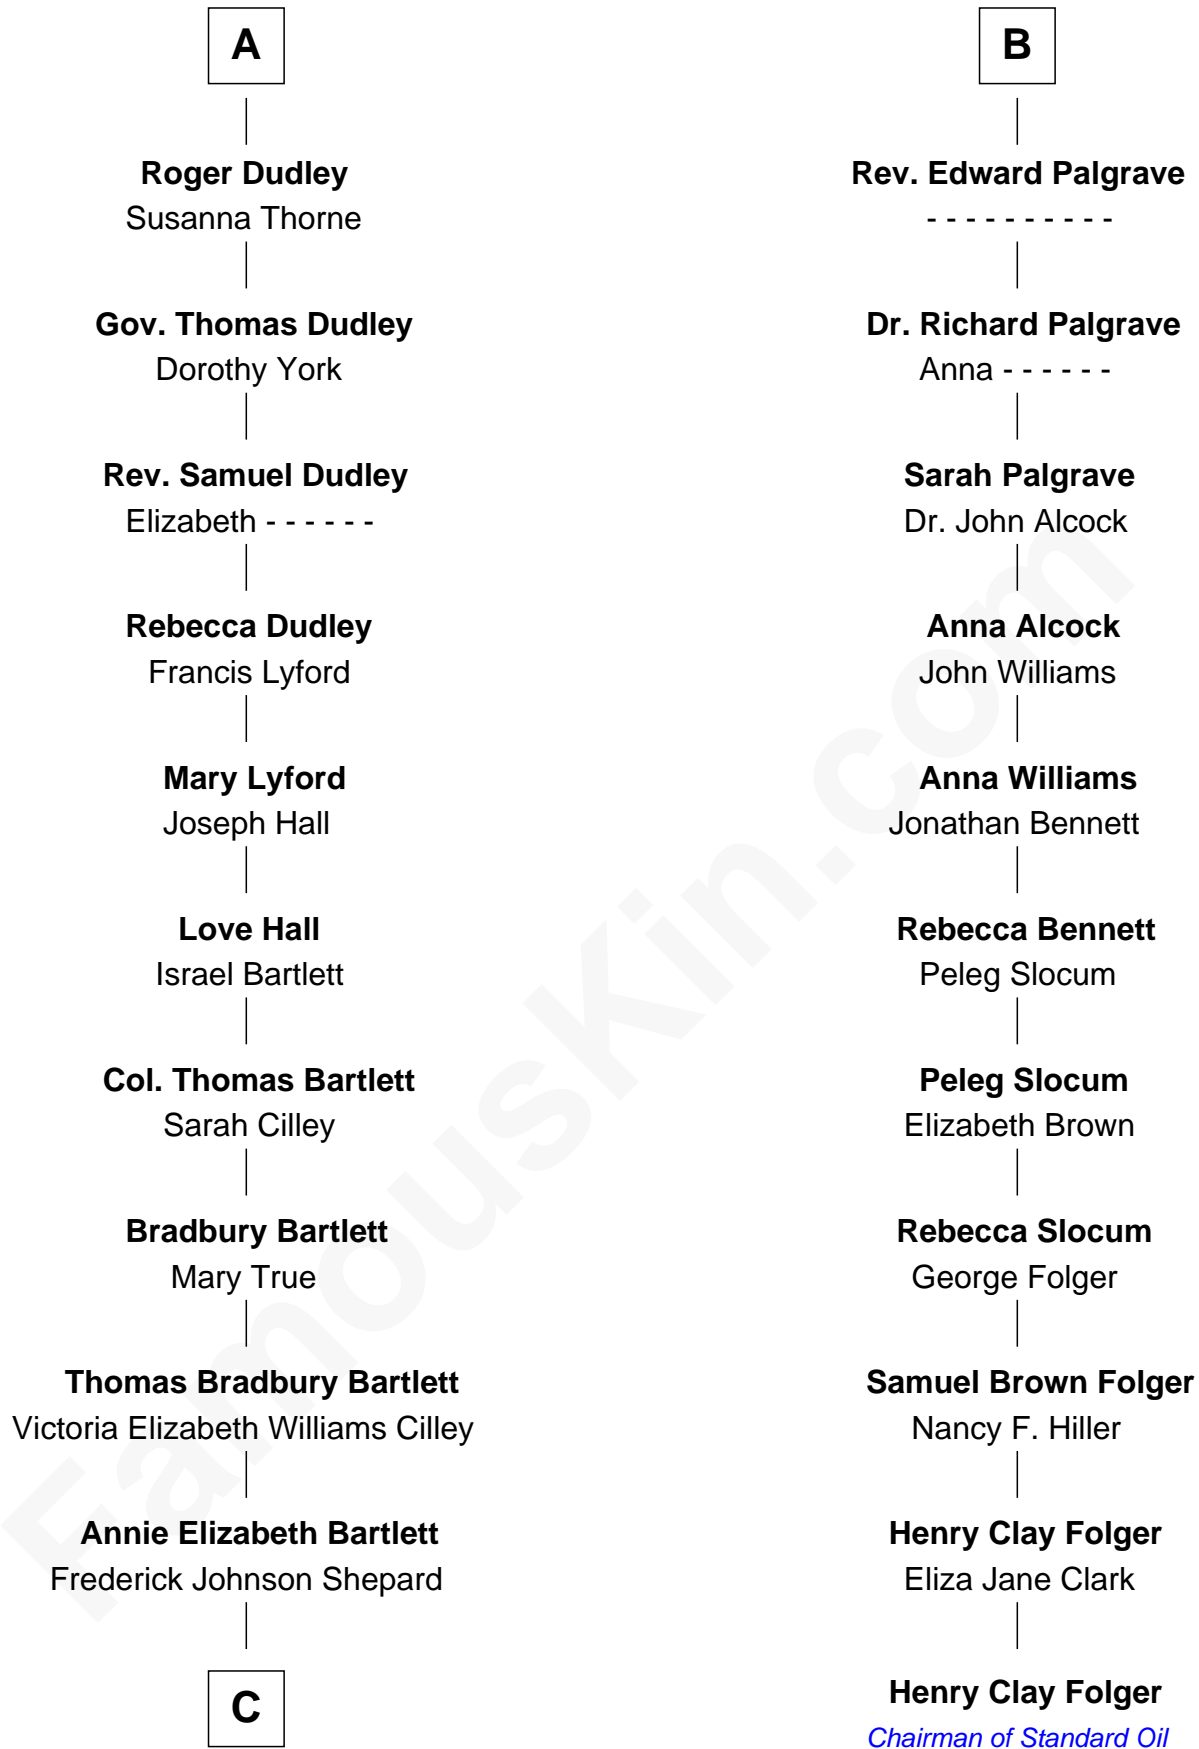 A
Roger Dudley
Susanna Thorne
Gov. Thomas Dudley
Dorothy York
Rev. Samuel Dudley
Elizabeth - - - - - -
Rebecca Dudley
Francis Lyford
Mary Lyford
Joseph Hall
Love Hall
Israel Bartlett
Col. Thomas Bartlett
Sarah Cilley
Bradbury Bartlett
Mary True
Thomas Bradbury Bartlett
Victoria Elizabeth Williams Cilley
Annie Elizabeth Bartlett
Frederick Johnson Shepard
C
B
Rev. Edward Palgrave
- - - - - - - - - -
Dr. Richard Palgrave
Anna - - - - - -
Sarah Palgrave
Dr. John Alcock
Anna Alcock
John Williams
Anna Williams
Jonathan Bennett
Rebecca Bennett
Peleg Slocum
Peleg Slocum
Elizabeth Brown
Rebecca Slocum
George Folger
Samuel Brown Folger
Nancy F. Hiller
Henry Clay Folger
Eliza Jane Clark
Henry Clay Folger
Chairman of Standard Oil
FamousKin.com